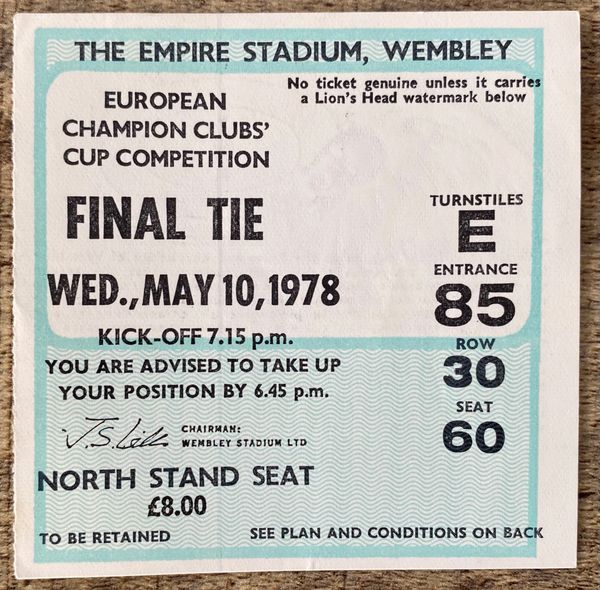 THE EMPIRE STADIUM, WEMBLEY
No ticket genuine unless it carries
a Lion's Head watermark below
EUROPEAN
CHAMPION CLUBS'
CUP COMPETITION
FINAL TIE
WED., MAY 10, 1978
KICK-OFF 7.15 p.m.
YOU ARE ADVISED TO TAKE UP
YOUR POSITION BY 6.45 p.m.
CHAIRMAN:
WEMBLEY STADIUM LTD
NORTH STAND SEAT
£8.00
TO BE RETAINED
TURNSTILES
E
ENTRANCE
85
ROW
30
SEAT
60
SEE PLAN AND CONDITIONS ON BACK